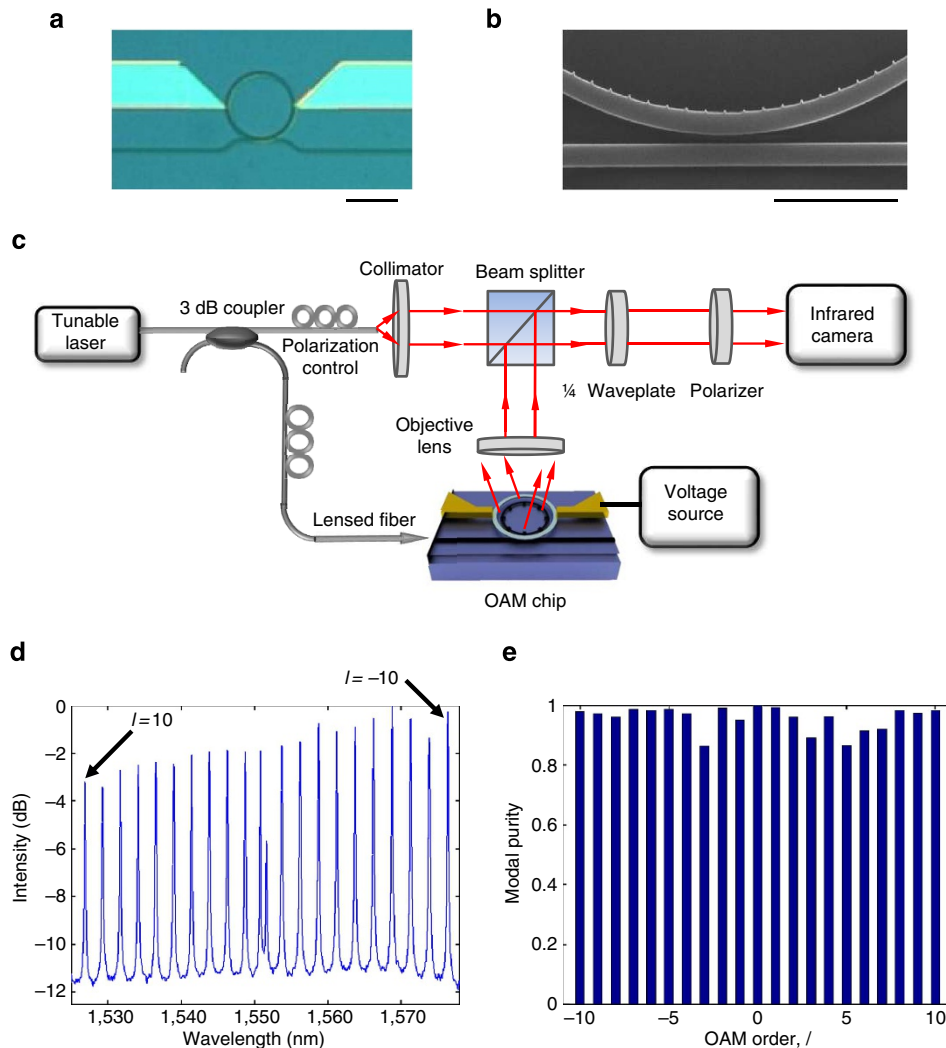 a
b
c
Collimator
Beam splitter
3 dB coupler
Tunable
laser
Polarization
control
Infrared
camera
¼ Waveplate
Polarizer
Objective
lens
Voltage
source
Lensed fiber
OAM chip
d
e
l = 10
l = −10
Intensity (dB)
0
−2
−4
−6
−8
−10
−12
1,530
1,540
1,550
1,560
1,570
Wavelength (nm)
Modal purity
1
0.8
0.6
0.4
0.2
0
−10
−5
0
5
10
OAM order, l